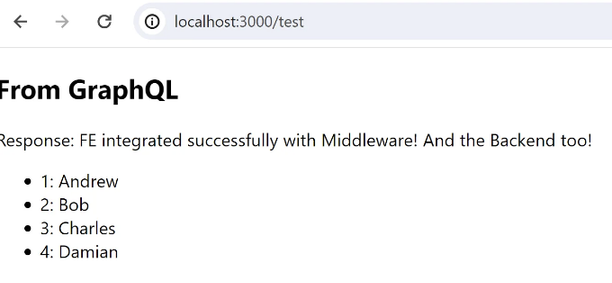 localhost:3000/test
From GraphQL
Response: FE integrated successfully with Middleware! And the Backend too!
1: Andrew
2: Bob
3: Charles
4: Damian